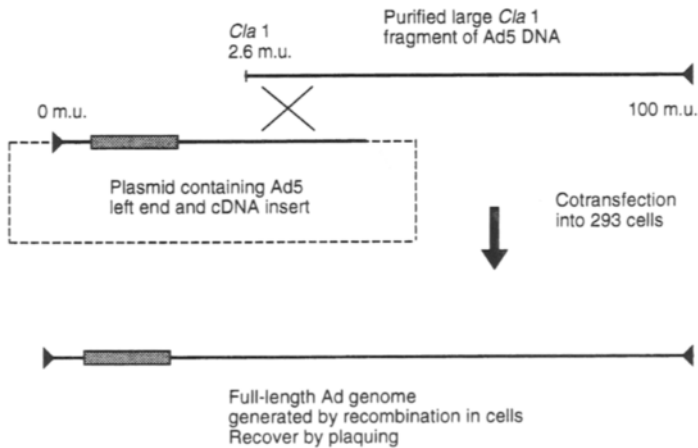 Cla 1
2.6 m.u.
Purified large Cla 1
fragment of Ad5 DNA
0 m.u.
100 m.u.
Plasmid containing Ad5
left end and cDNA insert
Cotransfection
into 293 cells
Full-length Ad genome
generated by recombination in cells
Recover by plaquing